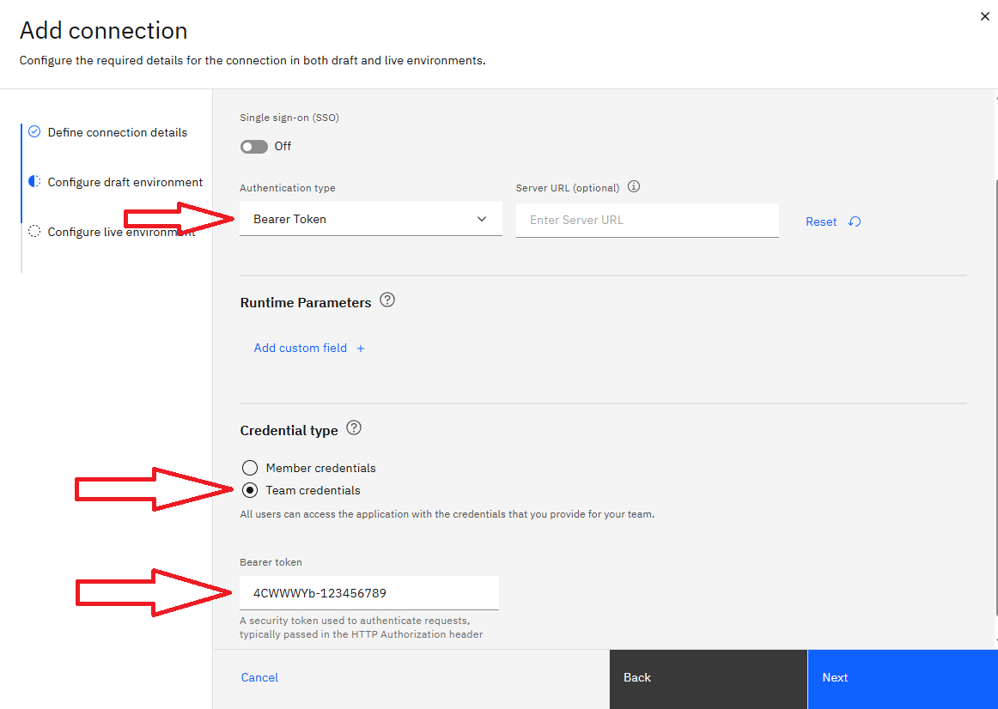 Add connection
Configure the required details for the connection in both draft and live environments.
Define connection details
Configure draft environment
Configure live environment
Single sign-on (SSO)
Off
Authentication type
Server URL (optional)
Bearer Token
Enter Server URL
Reset
Runtime Parameters
Add custom field +
Credential type
Member credentials
Team credentials
All users can access the application with the credentials that you provide for your team.
Bearer token
4CWWWYb-123456789
A security token used to authenticate requests,
typically passed in the HTTP Authorization header
Cancel
Back
Next